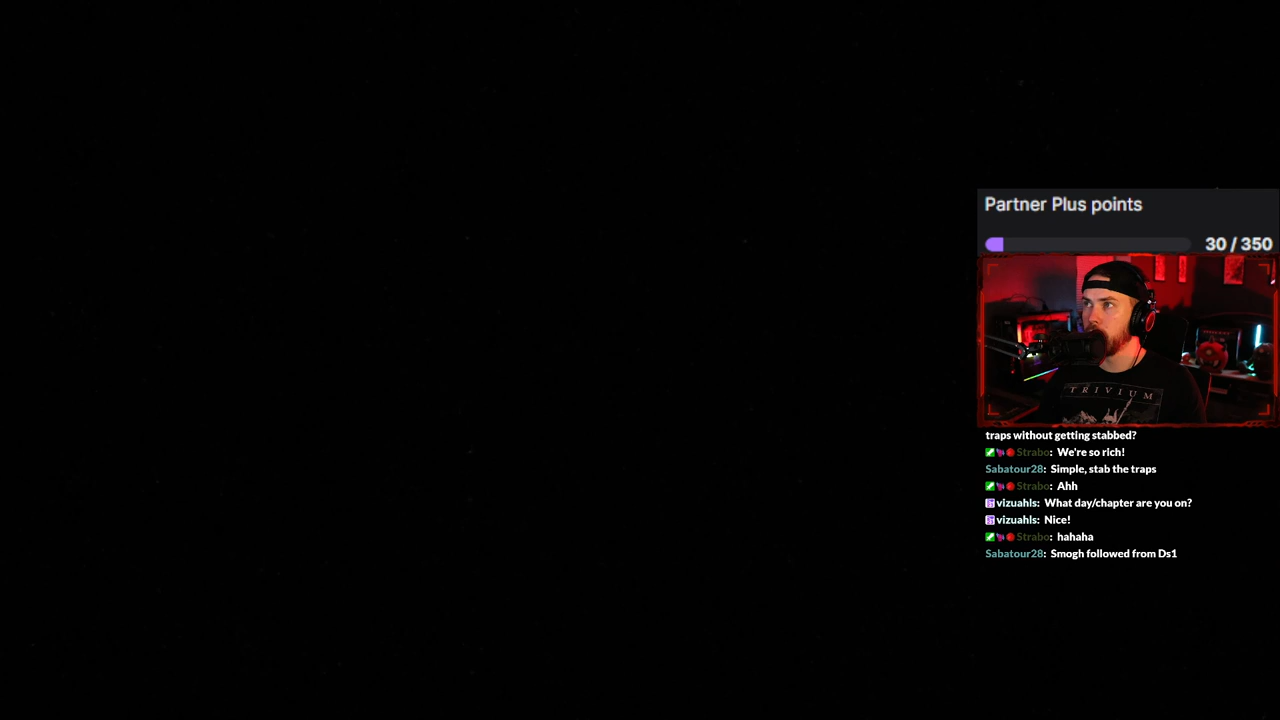 Partner Plus points
30 / 350
TRIVIUM
traps without getting stabbed?
Strabo: We're so rich!
Sabatour28: Simple, stab the traps
Strabo: Ahh
vizuahls: What day/chapter are you on?
vizuahls: Nice!
Strabo: hahaha
Sabatour28: Smogh followed from Ds1